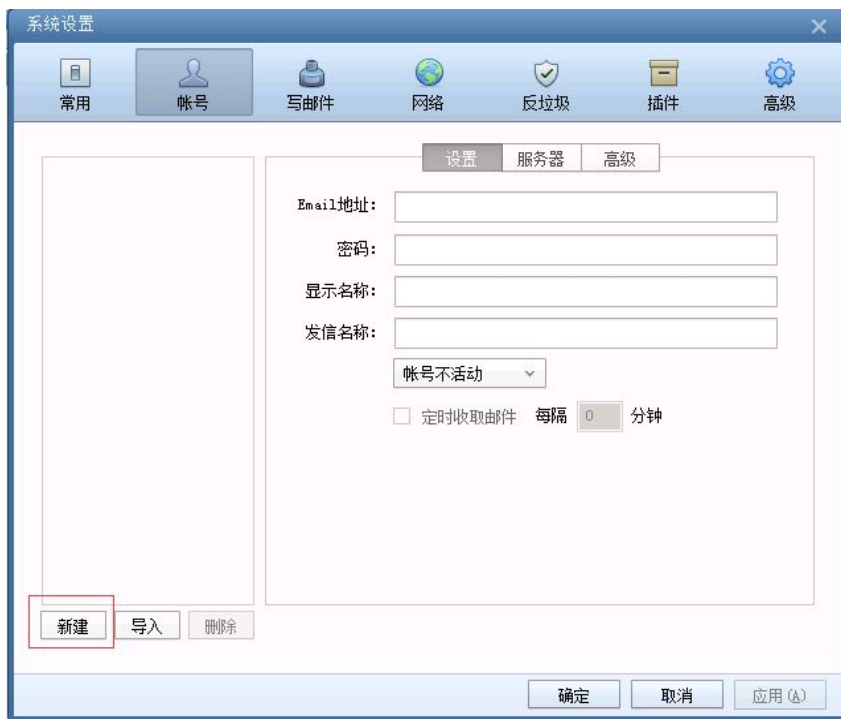 系统设置
常用 帐号 写邮件 网络 反垃圾 插件 高级
设置 服务器 高级
Email地址:
密码:
显示名称:
发信名称:
帐号不活动
定时收取邮件 每隔 0 分钟
新建 导入 删除
确定 取消 应用(A)